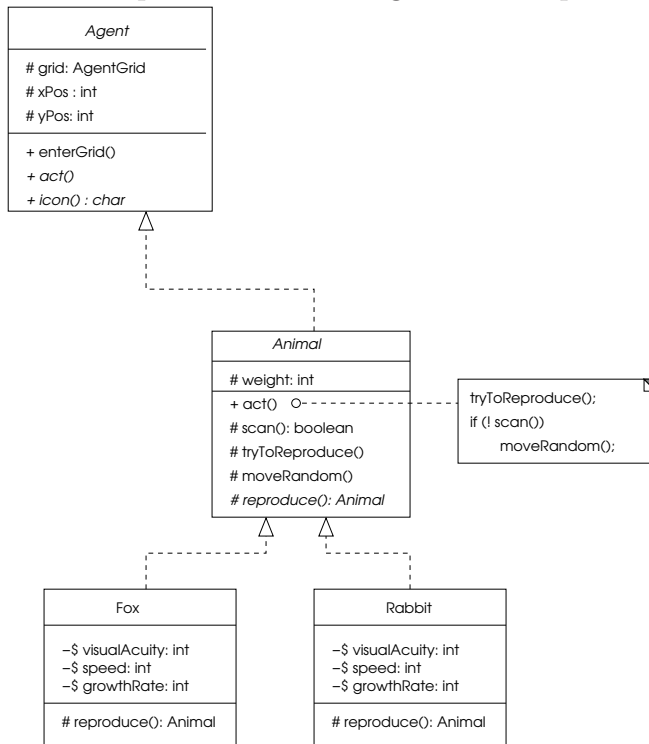 Agent
# grid: AgentGrid
# xPos : int
# yPos: int
+ enterGrid()
+ act()
+ icon() : char
Animal
# weight: int
+ act()
# scan(): boolean
# tryToReproduce()
# moveRandom()
# reproduce(): Animal
tryToReproduce();
if (! scan())
moveRandom();
Fox
–$ visualAcuity: int
–$ speed: int
–$ growthRate: int
# reproduce(): Animal
Rabbit
–$ visualAcuity: int
–$ speed: int
–$ growthRate: int
# reproduce(): Animal